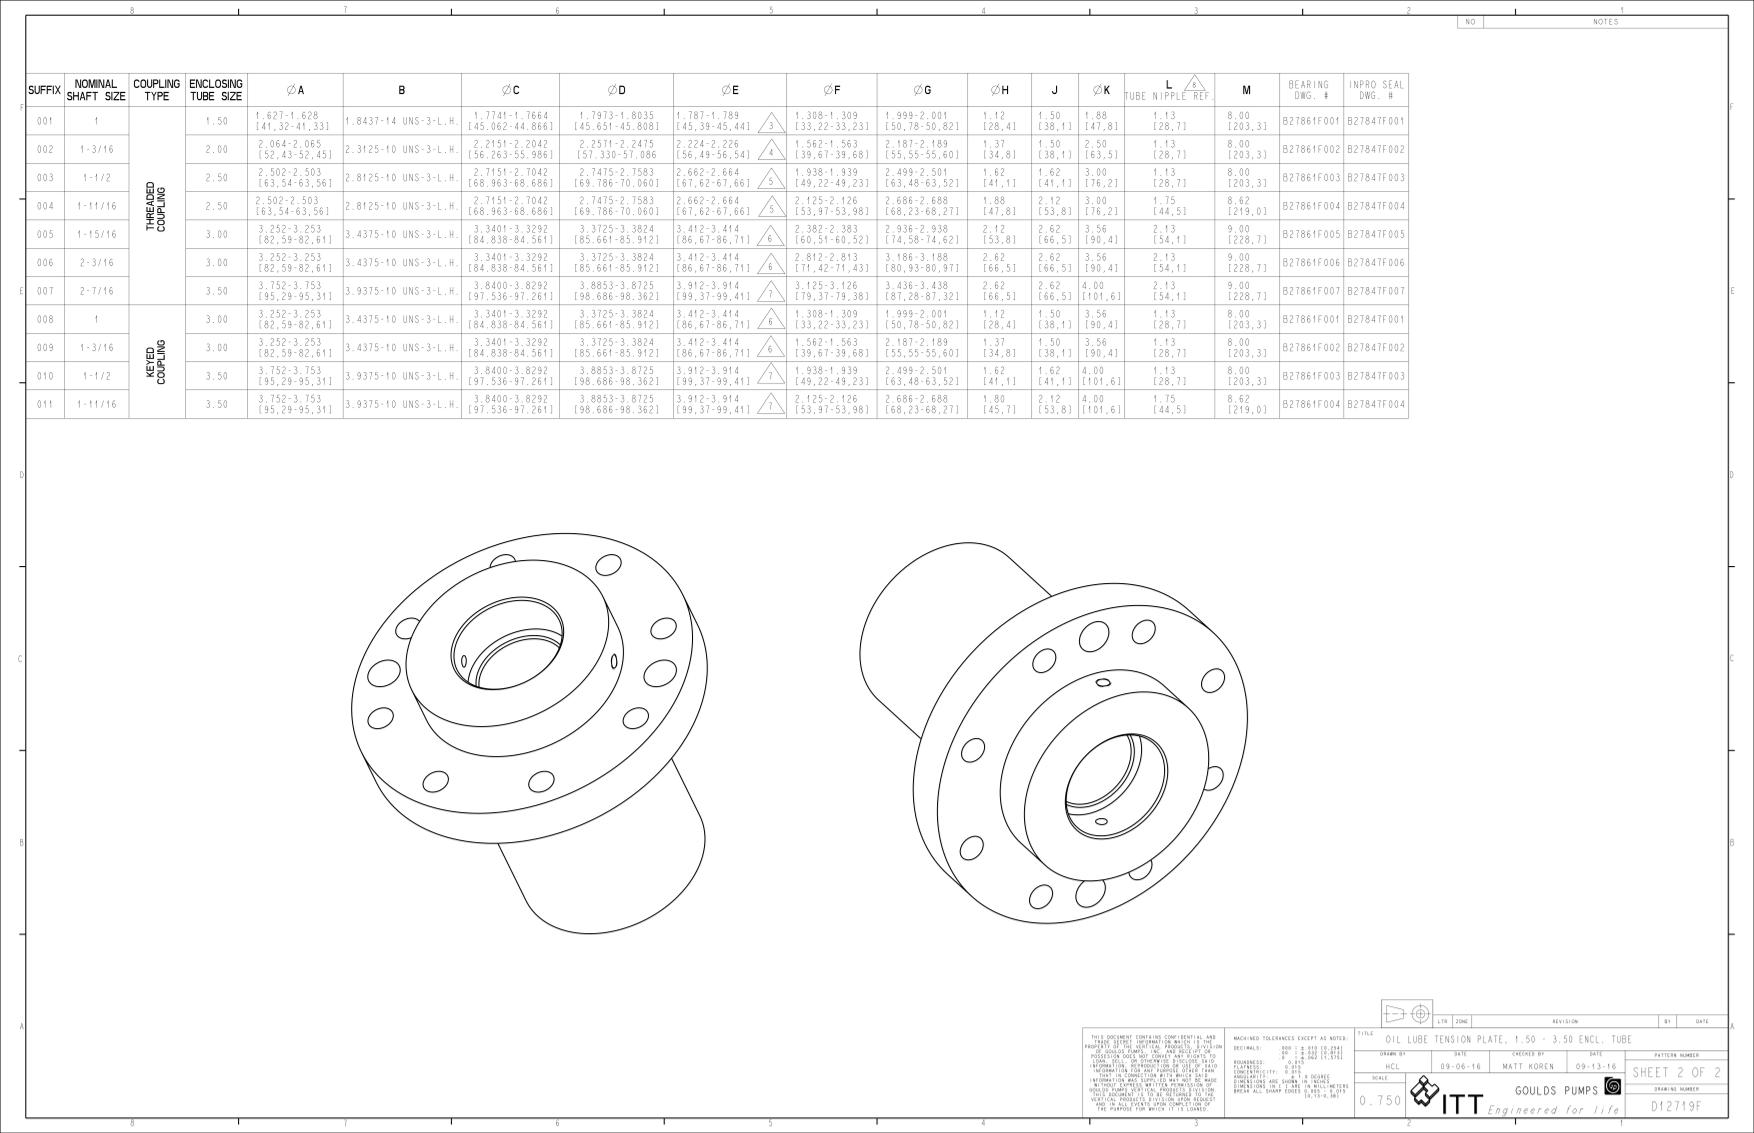 8 7 6 5 4 3 2 1
NO NOTES
SUFFIX NOMINAL SHAFT SIZE COUPLING TYPE ENCLOSING TUBE SIZE ØA B ØC ØD ØE ØF ØG ØH J ØK L 8 TUBE NIPPLE REF. M BEARING DWG. # INPRO SEAL DWG. #
THREADED COUPLING
001 1 1.50 1.627-1.628 1.8437-14 UNS-3-L.H. 1.7741-1.7664 1.7973-1.8035 1.787-1.789 3 1.308-1.309 1.999-2.001 1.12 1.50 1.88 1.13 8.00 B27861F001 B27847F001
[41,32-41,33] [45.062-44.866] [45.651-45.808] [45,39-45,44] [33,22-33,23] [50,78-50,82] [28,4] [38,1] [47,8] [28,7] [203,3]
002 1-3/16 2.00 2.064-2.065 2.3125-10 UNS-3-L.H. 2.2151-2.2042 2.2571-2.2475 2.224-2.226 4 1.562-1.563 2.187-2.189 1.37 1.50 2.50 1.13 8.00 B27861F002 B27847F002
[52,43-52,45] [56.263-55.986] [57.330-57.086 [56,49-56,54] [39,67-39,68] [55,55-55,60] [34,8] [38,1] [63,5] [28,7] [203,3]
003 1-1/2 2.50 2.502-2.503 2.8125-10 UNS-3-L.H. 2.7151-2.7042 2.7475-2.7583 2.662-2.664 5 1.938-1.939 2.499-2.501 1.62 1.62 3.00 1.13 8.00 B27861F003 B27847F003
[63,54-63,56] [68.963-68.686] [69.786-70.060] [67,62-67,66] [49,22-49,23] [63,48-63,52] [41,1] [41,1] [76,2] [28,7] [203,3]
004 1-11/16 2.50 2.502-2.503 2.8125-10 UNS-3-L.H. 2.7151-2.7042 2.7475-2.7583 2.662-2.664 5 2.125-2.126 2.686-2.688 1.88 2.12 3.00 1.75 8.62 B27861F004 B27847F004
[63,54-63,56] [68.963-68.686] [69.786-70.060] [67,62-67,66] [53,97-53,98] [68,23-68,27] [47,8] [53,8] [76,2] [44,5] [219,0]
005 1-15/16 3.00 3.252-3.253 3.4375-10 UNS-3-L.H. 3.3401-3.3292 3.3725-3.3824 3.412-3.414 6 2.382-2.383 2.936-2.938 2.12 2.62 3.56 2.13 9.00 B27861F005 B27847F005
[82,59-82,61] [84.838-84.561] [85.661-85.912] [86,67-86,71] [60,51-60,52] [74,58-74,62] [53,8] [66,5] [90,4] [54,1] [228,7]
006 2-3/16 3.00 3.252-3.253 3.4375-10 UNS-3-L.H. 3.3401-3.3292 3.3725-3.3824 3.412-3.414 6 2.812-2.813 3.186-3.188 2.62 2.62 3.56 2.13 9.00 B27861F006 B27847F006
[82,59-82,61] [84.838-84.561] [85.661-85.912] [86,67-86,71] [71,42-71,43] [80,93-80,97] [66,5] [66,5] [90,4] [54,1] [228,7]
007 2-7/16 3.50 3.752-3.753 3.9375-10 UNS-3-L.H. 3.8400-3.8292 3.8853-3.8725 3.912-3.914 7 3.125-3.126 3.436-3.438 2.62 2.62 4.00 2.13 9.00 B27861F007 B27847F007
[95,29-95,31] [97.536-97.261] [98.686-98.362] [99,37-99,41] [79,37-79,38] [87,28-87,32] [66,5] [66,5] [101,6] [54,1] [228,7]
KEYED COUPLING
008 1 3.00 3.252-3.253 3.4375-10 UNS-3-L.H. 3.3401-3.3292 3.3725-3.3824 3.412-3.414 6 1.308-1.309 1.999-2.001 1.12 1.50 3.56 1.13 8.00 B27861F001 B27847F001
[82,59-82,61] [84.838-84.561] [85.661-85.912] [86,67-86,71] [33,22-33,23] [50,78-50,82] [28,4] [38,1] [90,4] [28,7] [203,3]
009 1-3/16 3.00 3.252-3.253 3.4375-10 UNS-3-L.H. 3.3401-3.3292 3.3725-3.3824 3.412-3.414 6 1.562-1.563 2.187-2.189 1.37 1.50 3.56 1.13 8.00 B27861F002 B27847F002
[82,59-82,61] [84.838-84.561] [85.661-85.912] [86,67-86,71] [39,67-39,68] [55,55-55,60] [34,8] [38,1] [90,4] [28,7] [203,3]
010 1-1/2 3.50 3.752-3.753 3.9375-10 UNS-3-L.H. 3.8400-3.8292 3.8853-3.8725 3.912-3.914 7 1.938-1.939 2.499-2.501 1.62 1.62 4.00 1.13 8.00 B27861F003 B27847F003
[95,29-95,31] [97.536-97.261] [98.686-98.362] [99,37-99,41] [49,22-49,23] [63,48-63,52] [41,1] [41,1] [101,6] [28,7] [203,3]
011 1-11/16 3.50 3.752-3.753 3.9375-10 UNS-3-L.H. 3.8400-3.8292 3.8853-3.8725 3.912-3.914 7 2.125-2.126 2.686-2.688 1.80 2.12 4.00 1.75 8.62 B27861F004 B27847F004
[95,29-95,31] [97.536-97.261] [98.686-98.362] [99,37-99,41] [53,97-53,98] [68,23-68,27] [45,7] [53,8] [101,6] [44,5] [219,0]
F F
E E
D D
C C
B B
A A
LTR ZONE REVISION BY DATE
THIS DOCUMENT CONTAINS CONFIDENTIAL AND
TRADE SECRET INFORMATION WHICH IS THE
PROPERTY OF THE VERTICAL PRODUCTS, DIVISION
OF GOULDS PUMPS, INC. AND RECEIPT OR
POSSESION DOES NOT CONVEY ANY RIGHTS TO
LOAN, SELL, OR OTHERWISE DISCLOSE SAID
INFORMATION. REPRODUCTION OR USE OF SAID
INFORMATION FOR ANY PURPOSE OTHER THAN
THAT IN CONNECTION WITH WHICH SAID
INFORMATION WAS SUPPLIED MAY NOT BE MADE
WITHOUT EXPRESS WRITTEN PERMISSION OF
GOULDS PUMPS VERTICAL PRODUCTS DIVISION.
THIS DOCUMENT IS TO BE RETURNED TO THE
VERTICAL PRODUCTS DIVISION UPON REQUEST
AND IN ALL EVENTS UPON COMPLETION OF
THE PURPOSE FOR WHICH IT IS LOANED.
MACHINED TOLERANCES EXCEPT AS NOTED:
DECIMALS: .000 : ±.010 [0.254]
.00 : ±.032 [0.813]
.0 : ±.062 [1.575]
ROUNDNESS: 0.015
FLATNESS: 0.015
CONCENTRICITY: 0.015
ANGULARITY: ± 1.0 DEGREE
DIMENSIONS ARE SHOWN IN INCHES
DIMENSIONS IN [ ] ARE IN MILLIMETERS
BREAK ALL SHARP EDGES 0.005 - 0.015
[0,13-0,38]
TITLE
OIL LUBE TENSION PLATE, 1.50 - 3.50 ENCL. TUBE
DRAWN BY DATE CHECKED BY DATE PATTERN NUMBER
HCL 09-06-16 MATT KOREN 09-13-16 SHEET 2 OF 2
SCALE
0.750
ITT
GOULDS PUMPS
Engineered for life
DRAWING NUMBER
D12719F
8 7 6 5 4 3 2 1